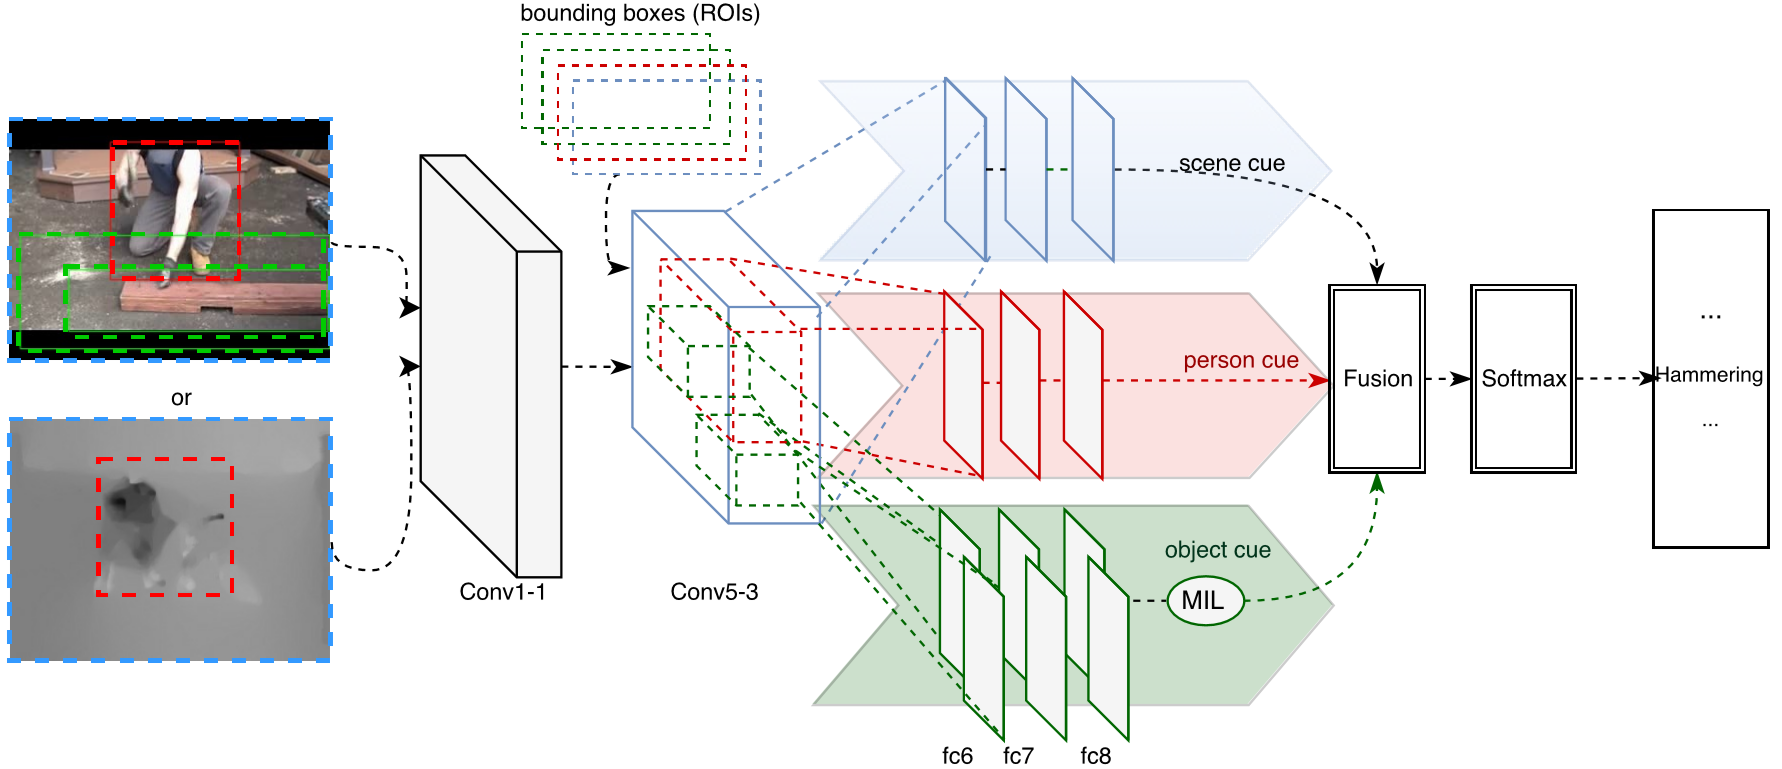 bounding boxes (ROIs)
scene cue
person cue
object cue
or
Conv1-1
Conv5-3
MIL
fc6
fc7
fc8
Fusion
Softmax
...
Hammering
...